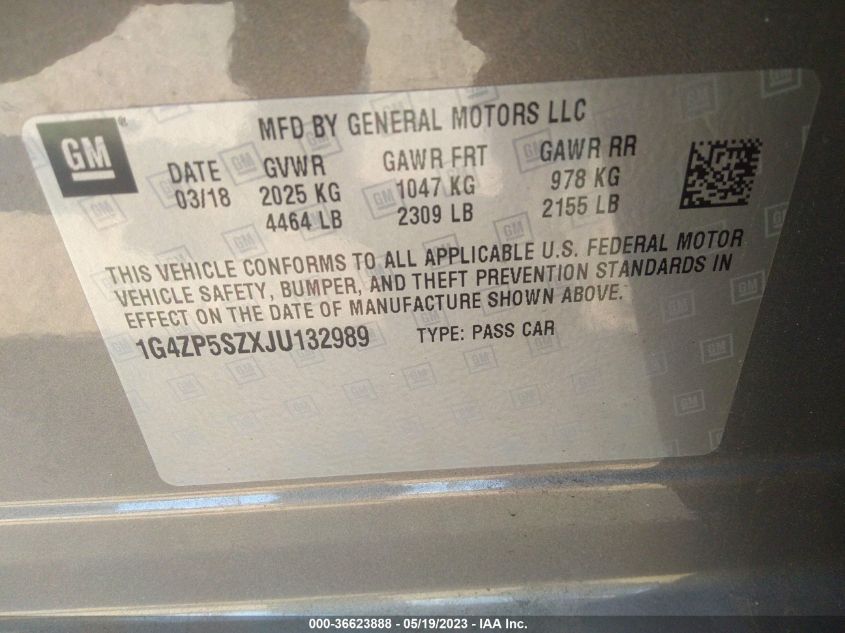 GM
MFD BY GENERAL MOTORS LLC
DATE GVWR GAWR FRT GAWR RR
03/18 2025 KG 1047 KG 978 KG
4464 LB 2309 LB 2155 LB
THIS VEHICLE CONFORMS TO ALL APPLICABLE U.S. FEDERAL MOTOR
VEHICLE SAFETY, BUMPER, AND THEFT PREVENTION STANDARDS IN
EFFECT ON THE DATE OF MANUFACTURE SHOWN ABOVE.
1G4ZP5SZXJU132989 TYPE: PASS CAR
000-36623888 - 05/19/2023 - IAA Inc.